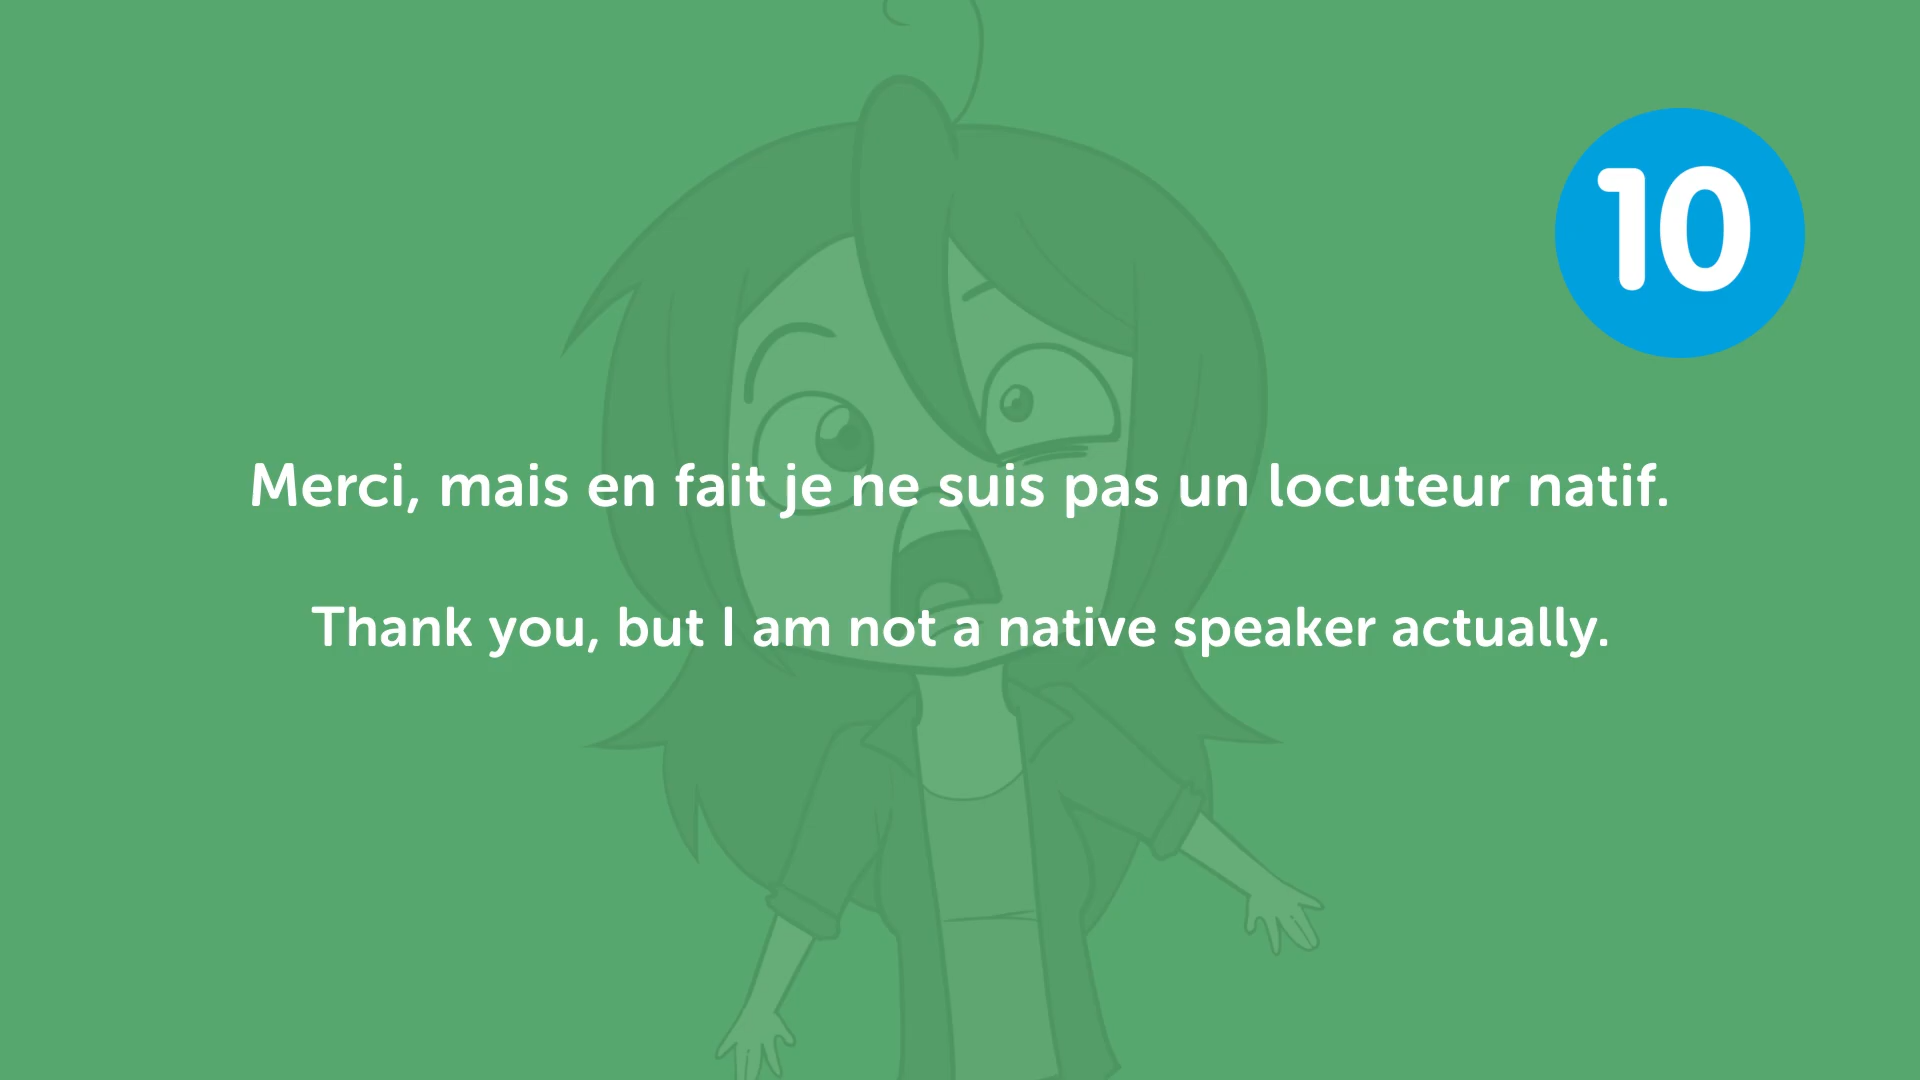 10
Merci, mais en fait je ne suis pas un locuteur natif.
Thank you, but I am not a native speaker actually.